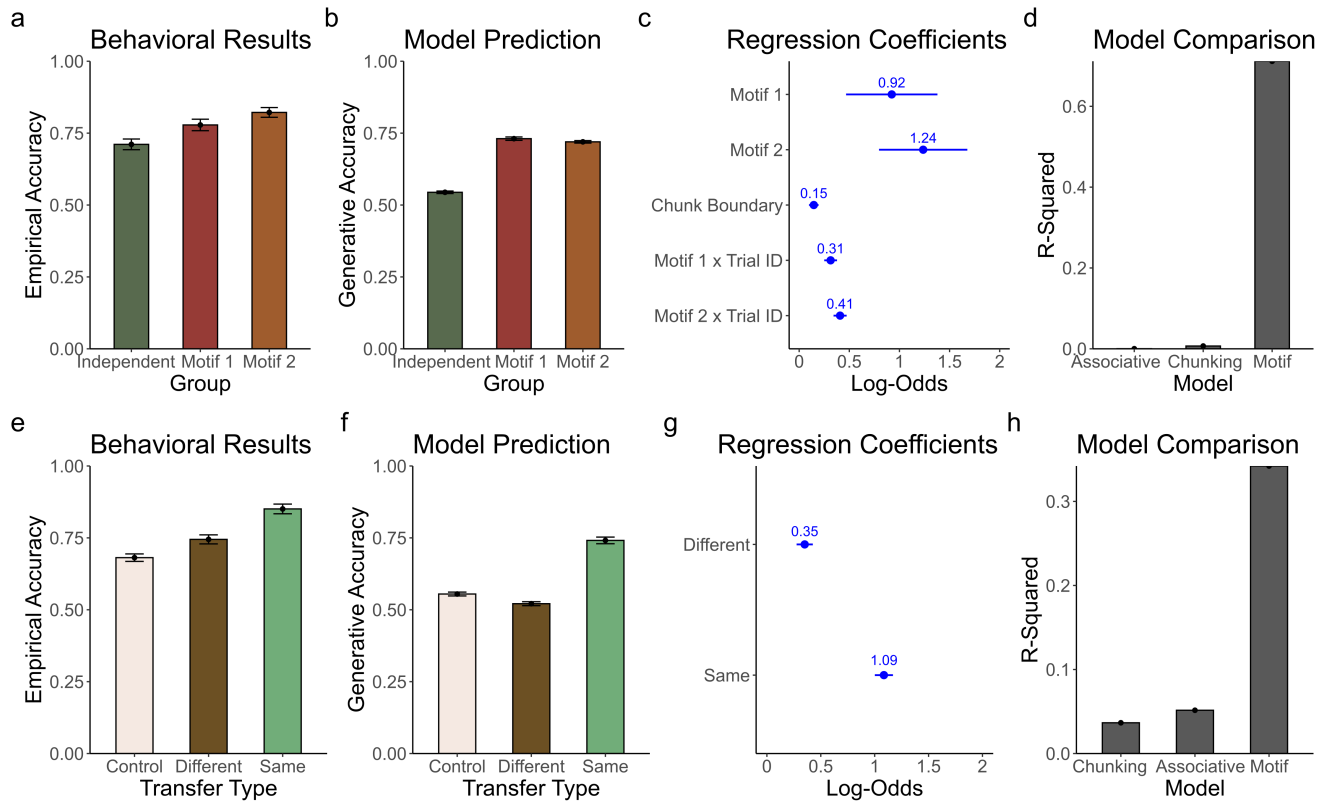 a
Behavioral Results
Empirical Accuracy
1.00
0.75
0.50
0.25
0.00
Independent Motif 1 Motif 2
Group
b
Model Prediction
Generative Accuracy
1.00
0.75
0.50
0.25
0.00
Independent Motif 1 Motif 2
Group
c
Regression Coefficients
Motif 1
Motif 2
Chunk Boundary
Motif 1 x Trial ID
Motif 2 x Trial ID
0.92
1.24
0.15
0.31
0.41
0 0.5 1 1.5 2
Log-Odds
d
Model Comparison
R-Squared
0.6
0.4
0.2
0.0
Associative Chunking Motif
Model
e
Behavioral Results
Empirical Accuracy
1.00
0.75
0.50
0.25
0.00
Control Different Same
Transfer Type
f
Model Prediction
Generative Accuracy
1.00
0.75
0.50
0.25
0.00
Control Different Same
Transfer Type
g
Regression Coefficients
Different
Same
0.35
1.09
0 0.5 1 1.5 2
Log-Odds
h
Model Comparison
R-Squared
0.3
0.2
0.1
0.0
Chunking Associative Motif
Model